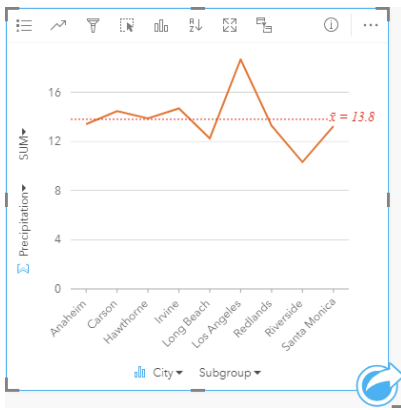 16
x̄ = 13.8
12
SUM
8
Precipitation
4
0
Anaheim
Carson
Hawthorne
Irvine
Long Beach
Los Angeles
Redlands
Riverside
Santa Monica
City Subgroup